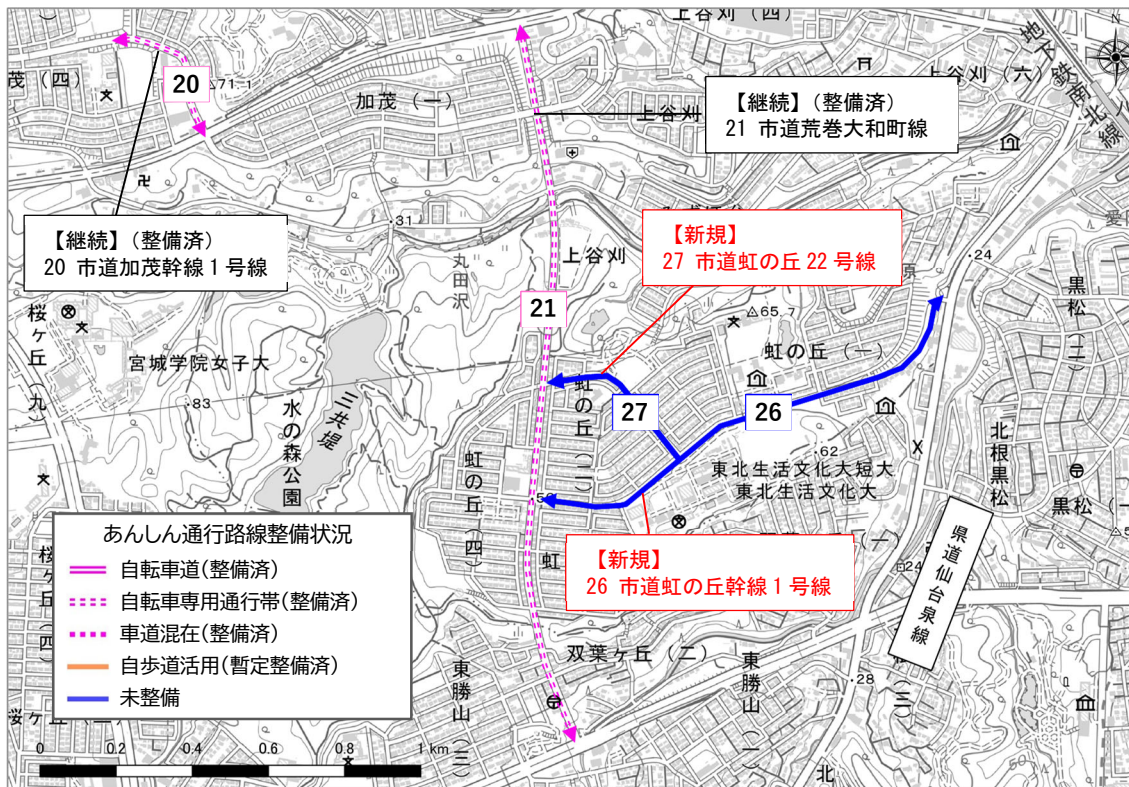 上谷刈（四）
地下鉄南北線
N
茂（四）
20
71.1
加茂（一）
上谷刈
上谷刈（六）
【継続】（整備済）
21 市道荒巻大和町線
【継続】（整備済）
20 市道加茂幹線1号線
31
丸田沢
上谷刈
【新規】
27 市道虹の丘22号線
24
桜ヶ丘（九）
宮城学院女子大
83
三共堤
水の森公園
21
65.7
虹の丘（一）
黒松（二）
虹の丘（二）
27
26
62
東北生活文化大短大
東北生活文化大
北根黒松
黒松（一）
虹の丘（四）
虹
【新規】
26 市道虹の丘幹線1号線
県道仙台泉線
24
あんしん通行路線整備状況
自転車道(整備済)
自転車専用通行帯(整備済)
車道混在(整備済)
自歩道活用(暫定整備済)
未整備
双葉ヶ丘（二）
東勝山（三）
東勝山（一）
28
北
0 0.2 0.4 0.6 0.8 1 km